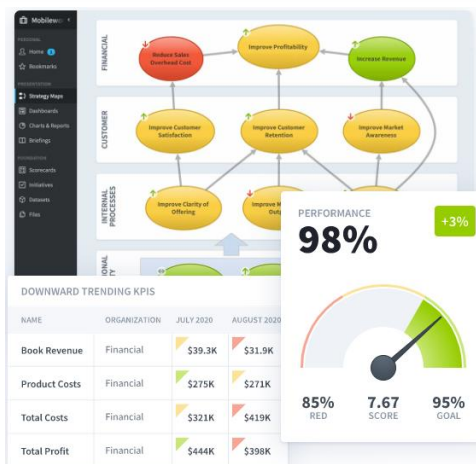 Mobilewo
PERSONAL
Home 1
Bookmarks
PRESENTATION
Strategy Maps
Dashboards
Charts & Reports
Briefings
FOUNDATION
Scorecards
Initiatives
Datasets
Files
FINANCIAL
Reduce Sales
Overhead Cost
Improve Profitability
Increase Revenue
CUSTOMER
Improve Customer
Satisfaction
Improve Customer
Retention
Improve Market
Awareness
INTERNAL
PROCESSES
Improve Clarity of
Offering
Improve M
Outp
PERFORMANCE
98%
+3%
85%
RED
7.67
SCORE
95%
GOAL
DOWNWARD TRENDING KPIS
NAME ORGANIZATION JULY 2020 AUGUST 2020
Book Revenue Financial $39.3K $31.9K
Product Costs Financial $275K $271K
Total Costs Financial $321K $419K
Total Profit Financial $444K $398K